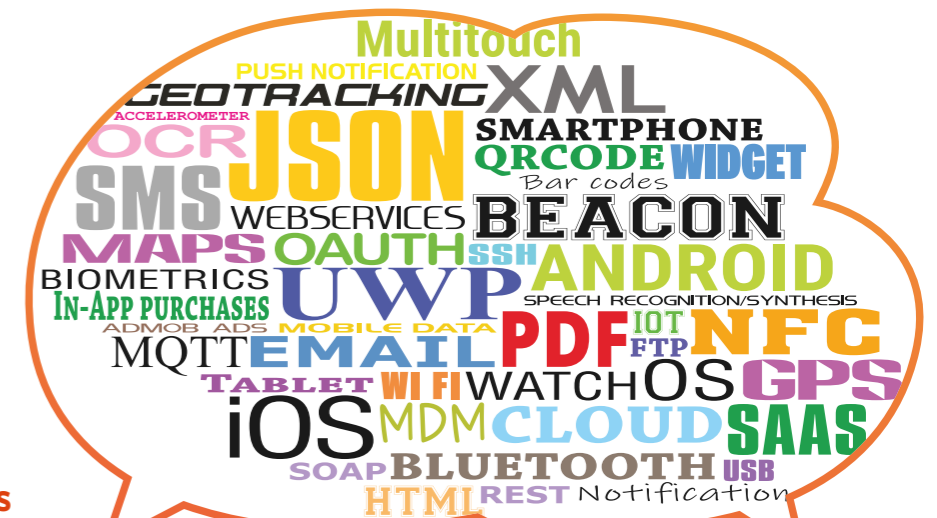 Multitouch
PUSH NOTIFICATION
GEOTRACKING XML
ACCELEROMETER
OCR JSON SMARTPHONE
QRCODE WIDGET
Bar codes
SMS
WEBSERVICES BEACON
MAPS OAUTH SSH ANDROID
BIOMETRICS UWP
SPEECH RECOGNITION/SYNTHESIS
IN-APP PURCHASES
ADMOB ADS MOBILE DATA PDF IOT NFC
MQTT EMAIL FTP
TABLET WI FI WATCHOS GPS
iOS MDM CLOUD SAAS
SOAP BLUETOOTH USB
HTML REST Notification
s